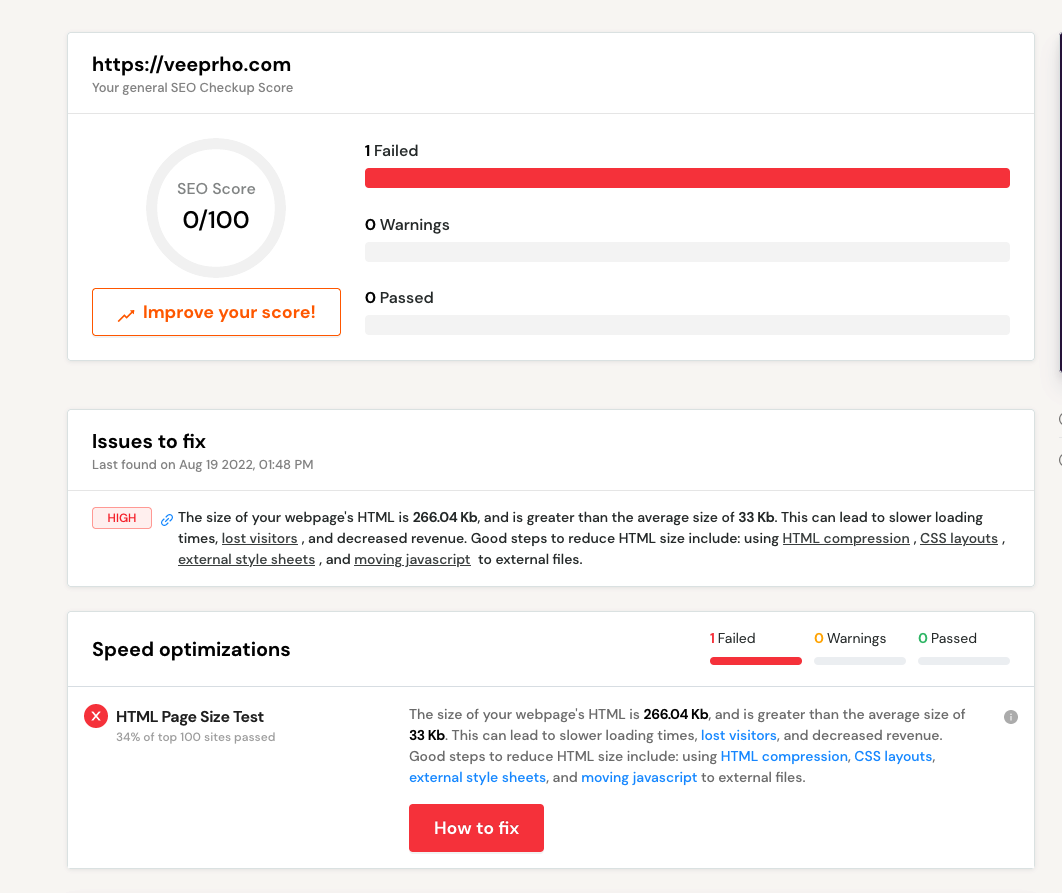 https://veeprho.com
Your general SEO Checkup Score
SEO Score
0/100
Improve your score!
1 Failed
0 Warnings
0 Passed
Issues to fix
Last found on Aug 19 2022, 01:48 PM
HIGH
The size of your webpage's HTML is 266.04 Kb, and is greater than the average size of 33 Kb. This can lead to slower loading
times, lost visitors , and decreased revenue. Good steps to reduce HTML size include: using HTML compression , CSS layouts ,
external style sheets , and moving javascript to external files.
Speed optimizations
1 Failed
0 Warnings
0 Passed
HTML Page Size Test
34% of top 100 sites passed
The size of your webpage's HTML is 266.04 Kb, and is greater than the average size of
33 Kb. This can lead to slower loading times, lost visitors, and decreased revenue.
Good steps to reduce HTML size include: using HTML compression, CSS layouts,
external style sheets, and moving javascript to external files.
How to fix